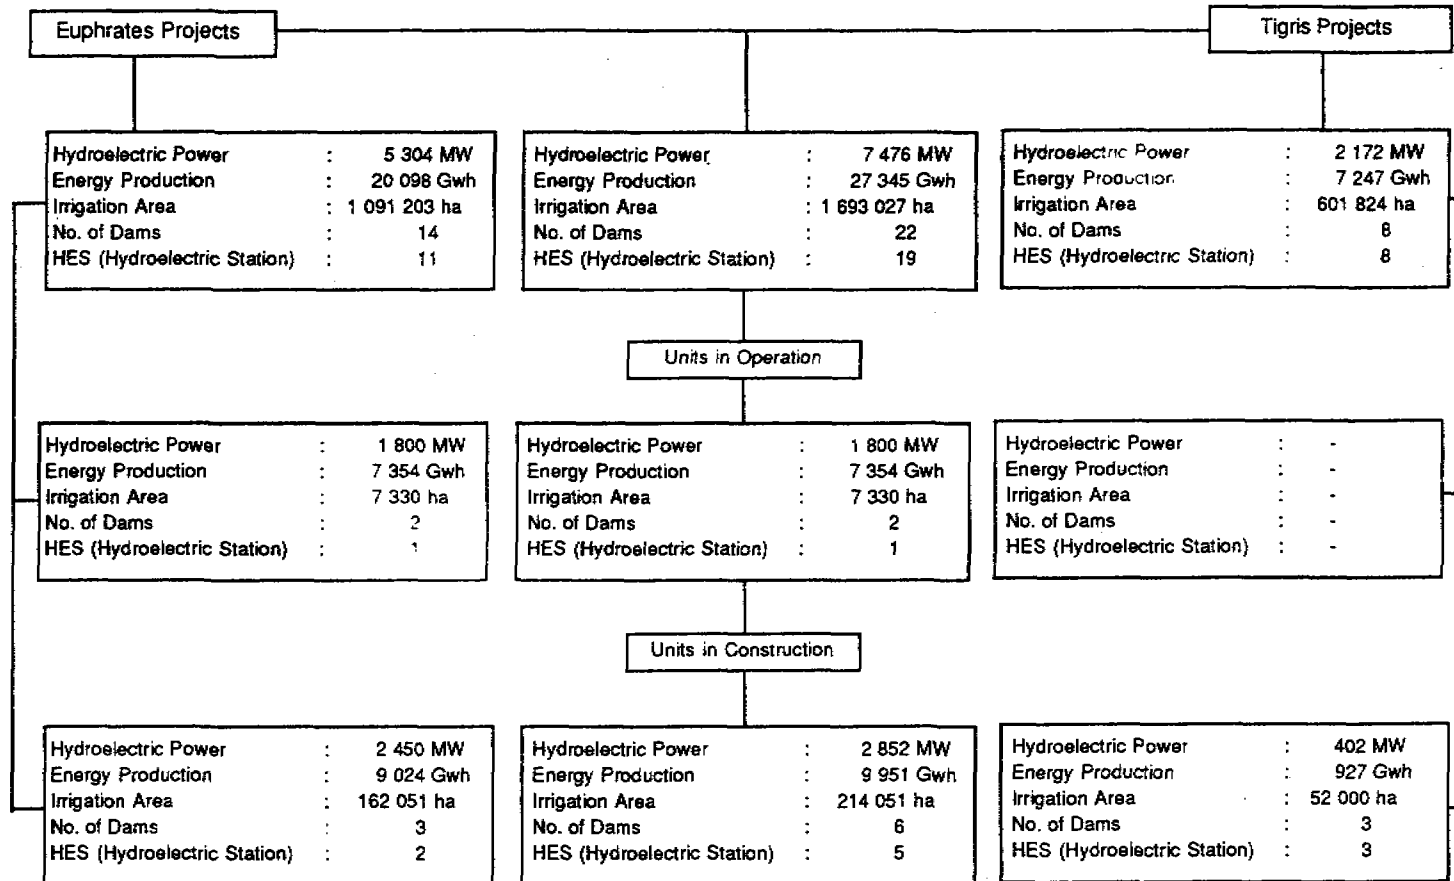 Euphrates Projects
Tigris Projects
Hydroelectric Power : 5 304 MW
Energy Production : 20 098 Gwh
Irrigation Area : 1 091 203 ha
No. of Dams : 14
HES (Hydroelectric Station) : 11
Hydroelectric Power : 7 476 MW
Energy Production : 27 345 Gwh
Irrigation Area : 1 693 027 ha
No. of Dams : 22
HES (Hydroelectric Station) : 19
Hydroelectric Power : 2 172 MW
Energy Production : 7 247 Gwh
Irrigation Area : 601 824 ha
No. of Dams : 8
HES (Hydroelectric Station) : 8
Units in Operation
Hydroelectric Power : 1 800 MW
Energy Production : 7 354 Gwh
Irrigation Area : 7 330 ha
No. of Dams : 2
HES (Hydroelectric Station) : 1
Hydroelectric Power : 1 800 MW
Energy Production : 7 354 Gwh
Irrigation Area : 7 330 ha
No. of Dams : 2
HES (Hydroelectric Station) : 1
Hydroelectric Power : -
Energy Production : -
Irrigation Area : -
No. of Dams : -
HES (Hydroelectric Station) : -
Units in Construction
Hydroelectric Power : 2 450 MW
Energy Production : 9 024 Gwh
Irrigation Area : 162 051 ha
No. of Dams : 3
HES (Hydroelectric Station) : 2
Hydroelectric Power : 2 852 MW
Energy Production : 9 951 Gwh
Irrigation Area : 214 051 ha
No. of Dams : 6
HES (Hydroelectric Station) : 5
Hydroelectric Power : 402 MW
Energy Production : 927 Gwh
Irrigation Area : 52 000 ha
No. of Dams : 3
HES (Hydroelectric Station) : 3